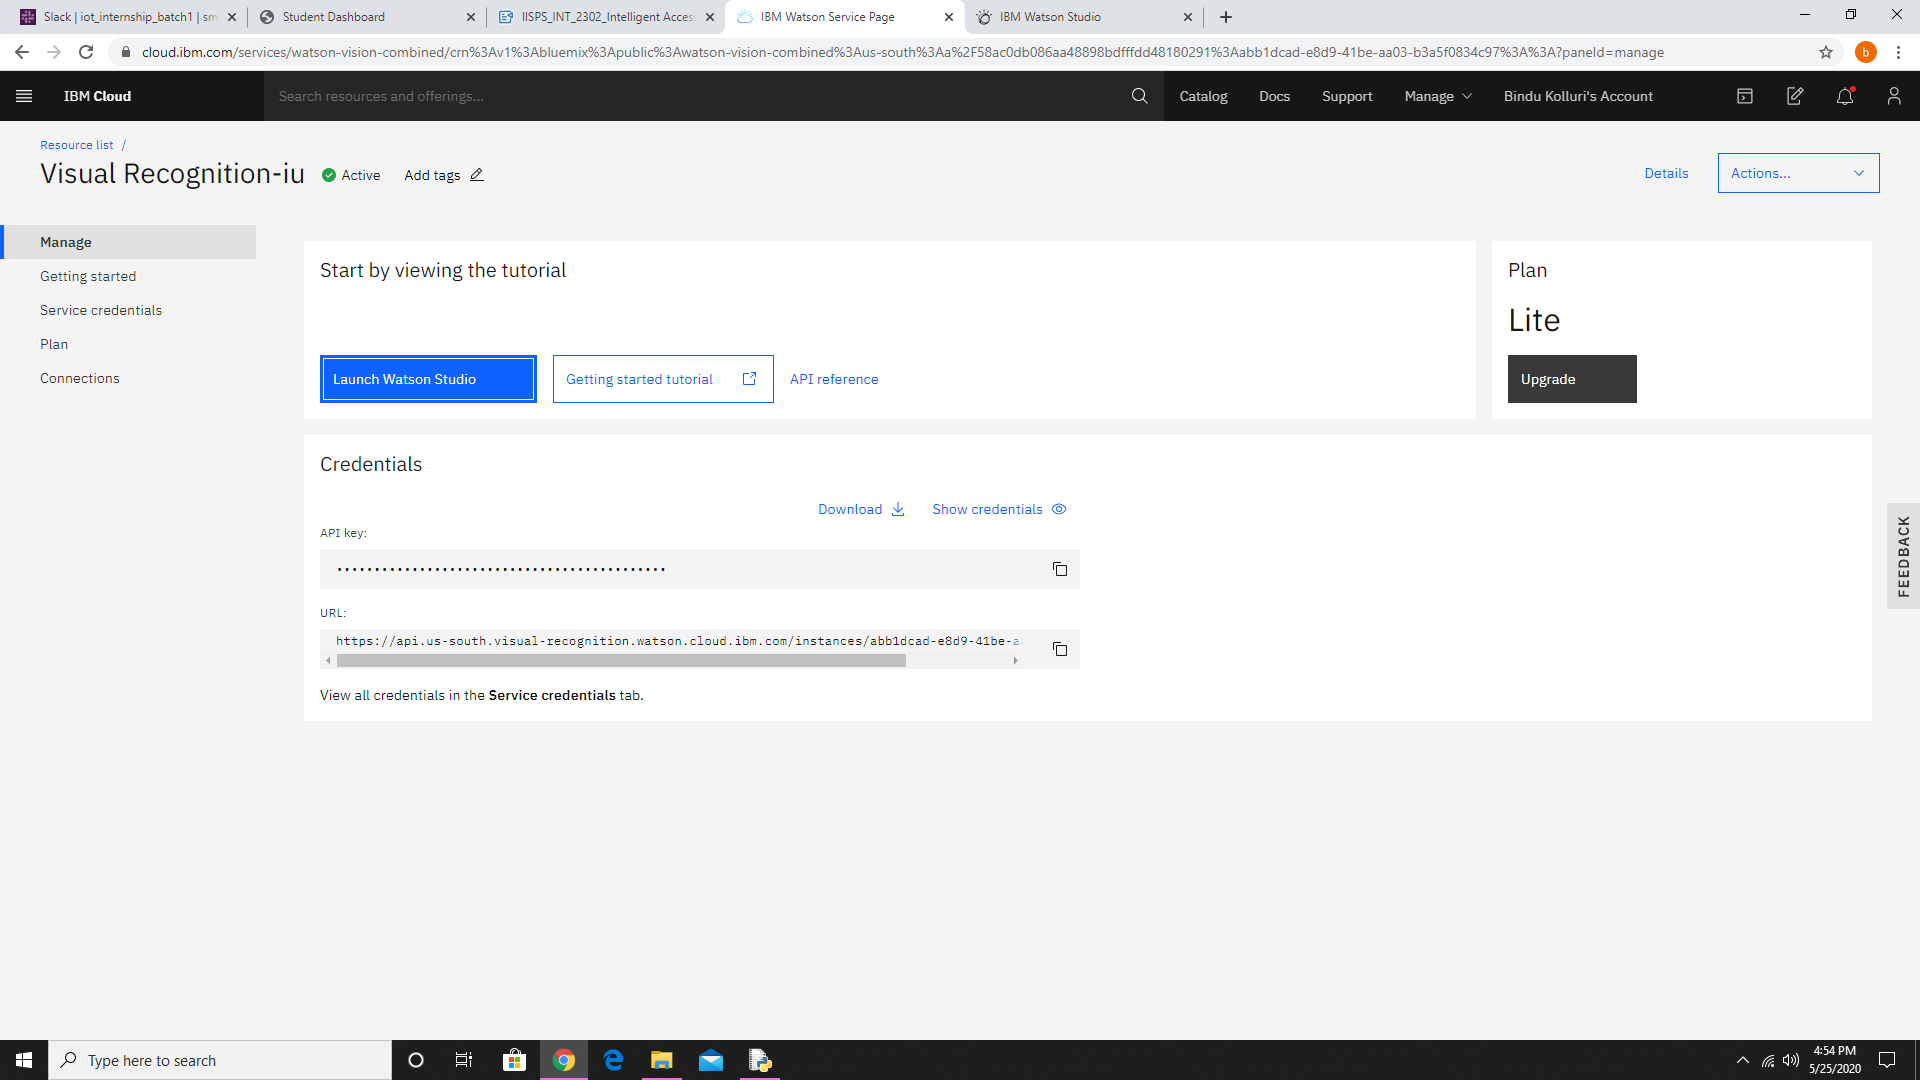 Slack | iot_internship_batch1 | sm
Student Dashboard
IISPS_INT_2302_Intelligent Access
IBM Watson Service Page
IBM Watson Studio
cloud.ibm.com/services/watson-vision-combined/crn%3Av1%3Abluemix%3Apublic%3Awatson-vision-combined%3Aus-south%3Aa%2F58ac0db086aa48898bdfffdd48180291%3Aabb1dcad-e8d9-41be-aa03-b3a5f0834c97%3A%3A?paneId=manage
b
IBM Cloud
Search resources and offerings...
Catalog
Docs
Support
Manage
Bindu Kolluri's Account
Resource list /
Visual Recognition-iu
Active
Add tags
Details
Actions...
Manage
Getting started
Service credentials
Plan
Connections
Start by viewing the tutorial
Launch Watson Studio
Getting started tutorial
API reference
Plan
Lite
Upgrade
Credentials
Download
Show credentials
API key:
URL:
https://api.us-south.visual-recognition.watson.cloud.ibm.com/instances/abb1dcad-e8d9-41be-a
View all credentials in the Service credentials tab.
FEEDBACK
Type here to search
4:54 PM
5/25/2020